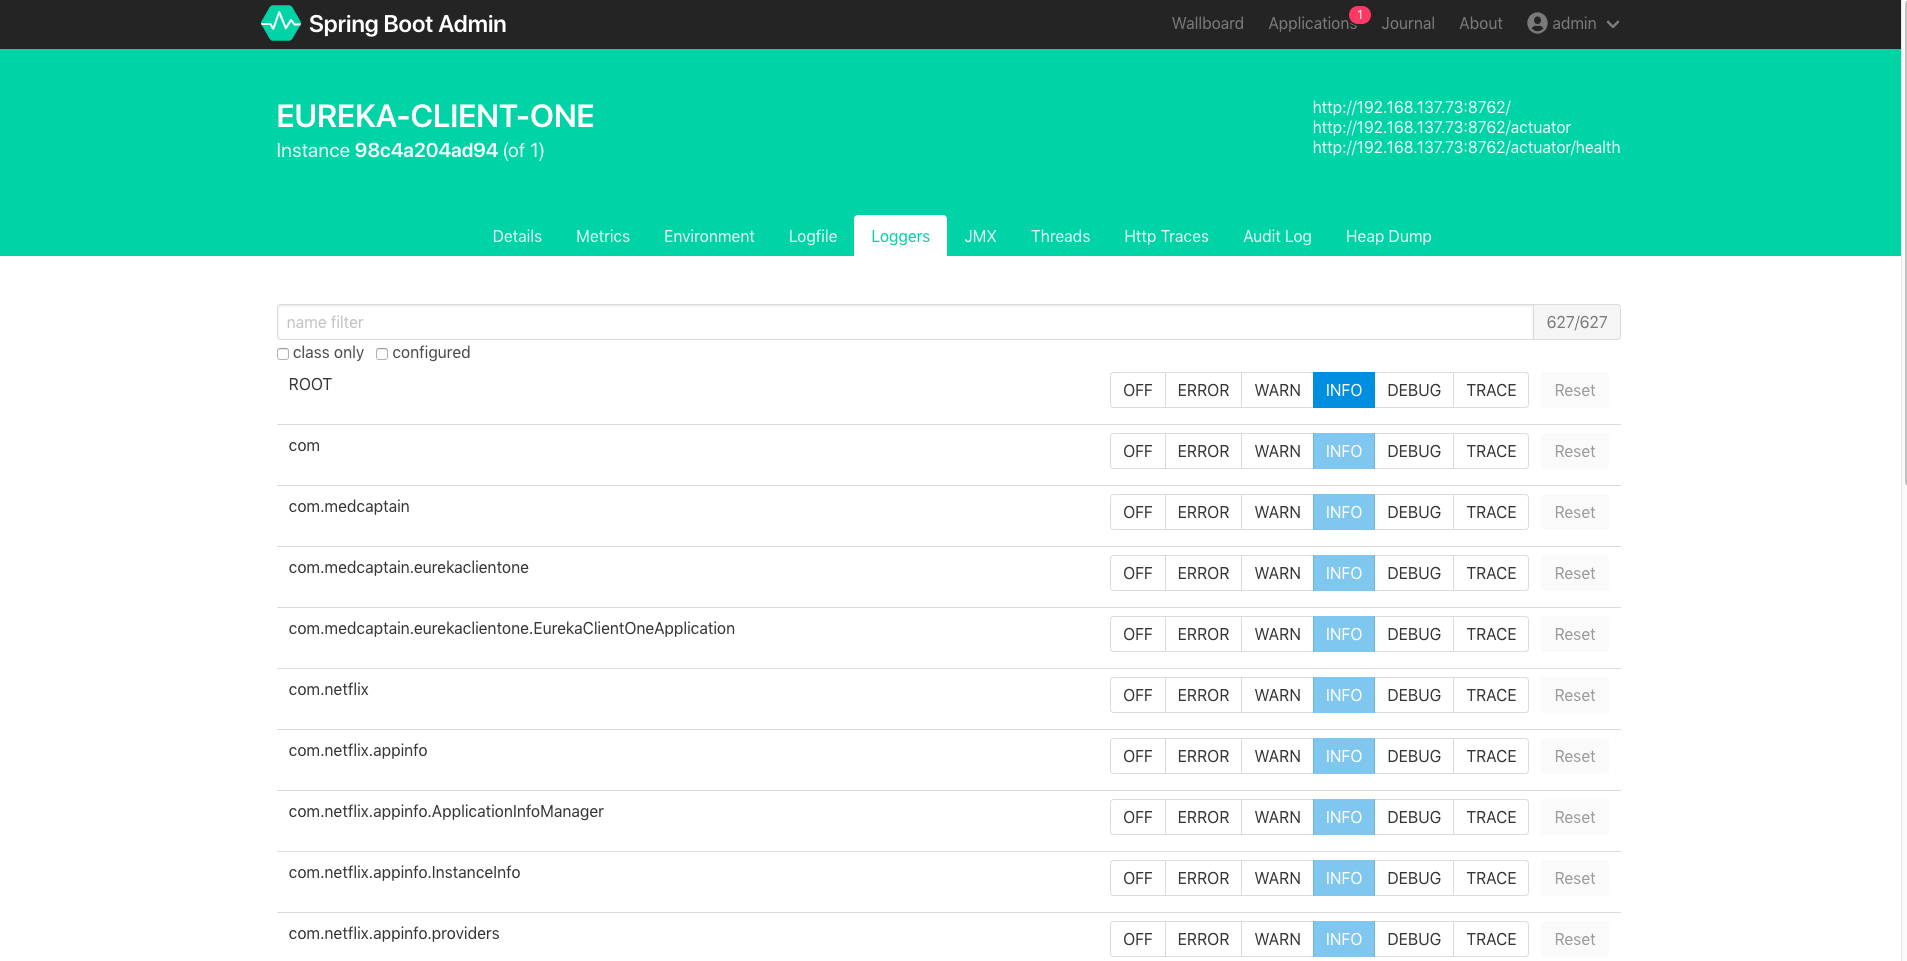 Spring Boot Admin Wallboard Applications 1 Journal About admin
EUREKA-CLIENT-ONE
Instance 98c4a204ad94 (of 1)
http://192.168.137.73:8762/
http://192.168.137.73:8762/actuator
http://192.168.137.73:8762/actuator/health
Details Metrics Environment Logfile Loggers JMX Threads Http Traces Audit Log Heap Dump
name filter 627/627
class only configured
ROOT OFF ERROR WARN INFO DEBUG TRACE Reset
com OFF ERROR WARN INFO DEBUG TRACE Reset
com.medcaptain OFF ERROR WARN INFO DEBUG TRACE Reset
com.medcaptain.eurekaclientone OFF ERROR WARN INFO DEBUG TRACE Reset
com.medcaptain.eurekaclientone.EurekaClientOneApplication OFF ERROR WARN INFO DEBUG TRACE Reset
com.netflix OFF ERROR WARN INFO DEBUG TRACE Reset
com.netflix.appinfo OFF ERROR WARN INFO DEBUG TRACE Reset
com.netflix.appinfo.ApplicationInfoManager OFF ERROR WARN INFO DEBUG TRACE Reset
com.netflix.appinfo.InstanceInfo OFF ERROR WARN INFO DEBUG TRACE Reset
com.netflix.appinfo.providers OFF ERROR WARN INFO DEBUG TRACE Reset